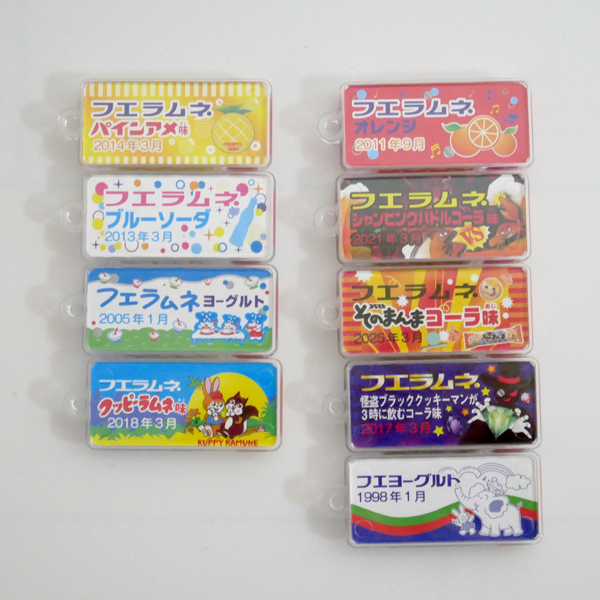 フエラムネ
パインアメ味
2014年3月
フエラムネ
ブルーソーダ
2013年3月
フエラムネ ヨーグルト
2005年1月
フエラムネ
クッピーラムネ味
2018年3月
KUPPY RAMUNE
フエラムネ
オレンジ
2011年9月
フエラムネ
ジャンピングバトルコーラ味
2021年3月
VS
フエラムネ
そのまんまコーラ味
2025年3月
フエラムネ
怪盗ブラッククッキーマンが
3時に飲むコーラ味
2017年3月
フエヨーグルト
1998年1月